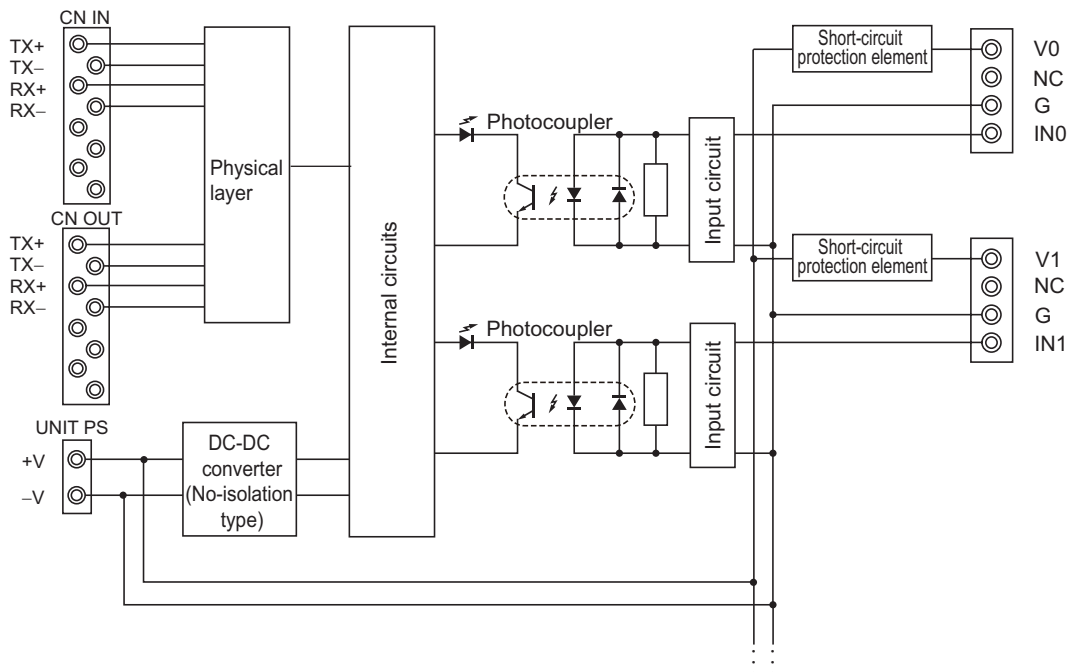 CN IN
TX+
TX−
RX+
RX−
CN OUT
TX+
TX−
RX+
RX−
UNIT PS
+V
−V
Physical
layer
DC-DC
converter
(No-isolation
type)
Internal circuits
Photocoupler
Input circuit
Short-circuit
protection element
V0
NC
G
IN0
Photocoupler
Input circuit
Short-circuit
protection element
V1
NC
G
IN1